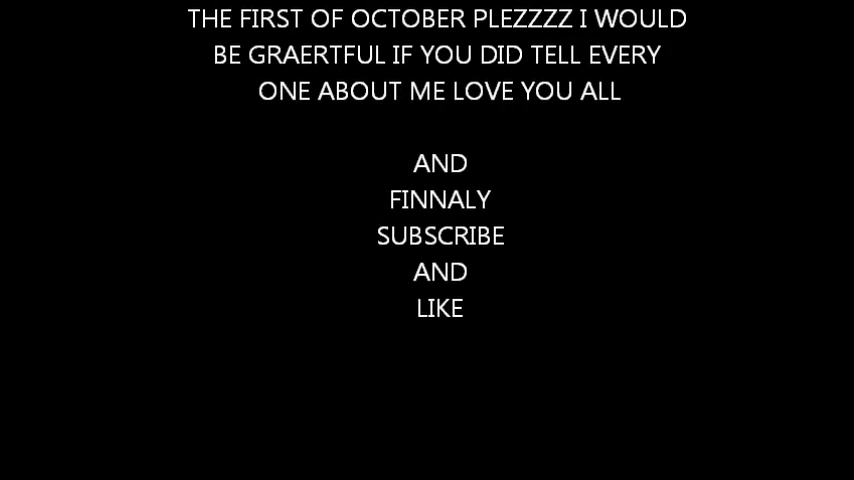 THE FIRST OF OCTOBER PLEZZZZ I WOULD
BE GRAERTFUL IF YOU DID TELL EVERY
ONE ABOUT ME LOVE YOU ALL
AND
FINNALY
SUBSCRIBE
AND
LIKE